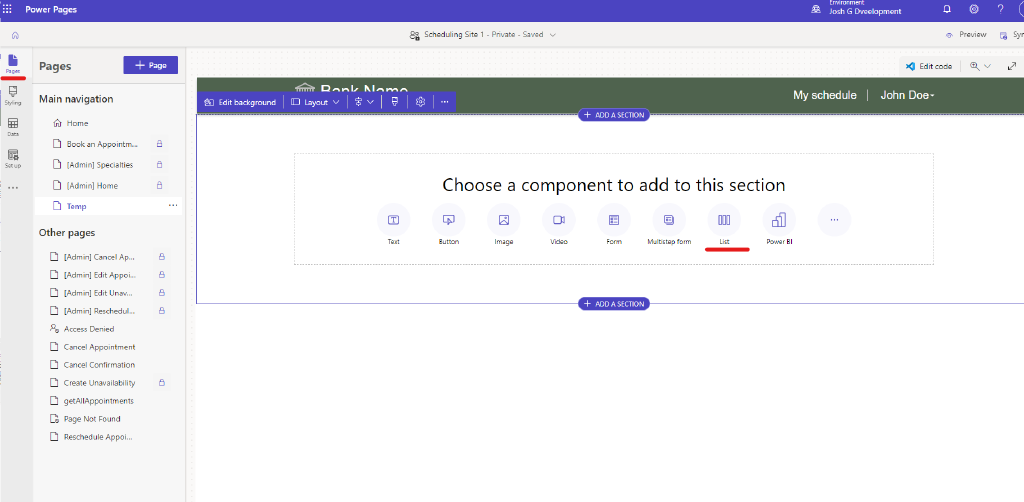 Power Pages
Environment
Josh G Dveelopment
Scheduling Site 1 - Private - Saved
Preview
Syn
Pages
Styling
Data
Set up
Pages
+ Page
Main navigation
Home
Book an Appointm...
[Admin] Specialties
[Admin] Home
Temp
Other pages
[Admin] Cancel Ap...
[Admin] Edit Appoi...
[Admin] Edit Unav...
[Admin] Reschedul...
Access Denied
Cancel Appointment
Cancel Confirmation
Create Unavailability
getAllAppointments
Page Not Found
Reschedule Appoi...
Edit code
Bank Name
My schedule | John Doe
Edit background
Layout
+ ADD A SECTION
Choose a component to add to this section
Text
Button
Image
Video
Form
Multistep form
List
Power BI
+ ADD A SECTION